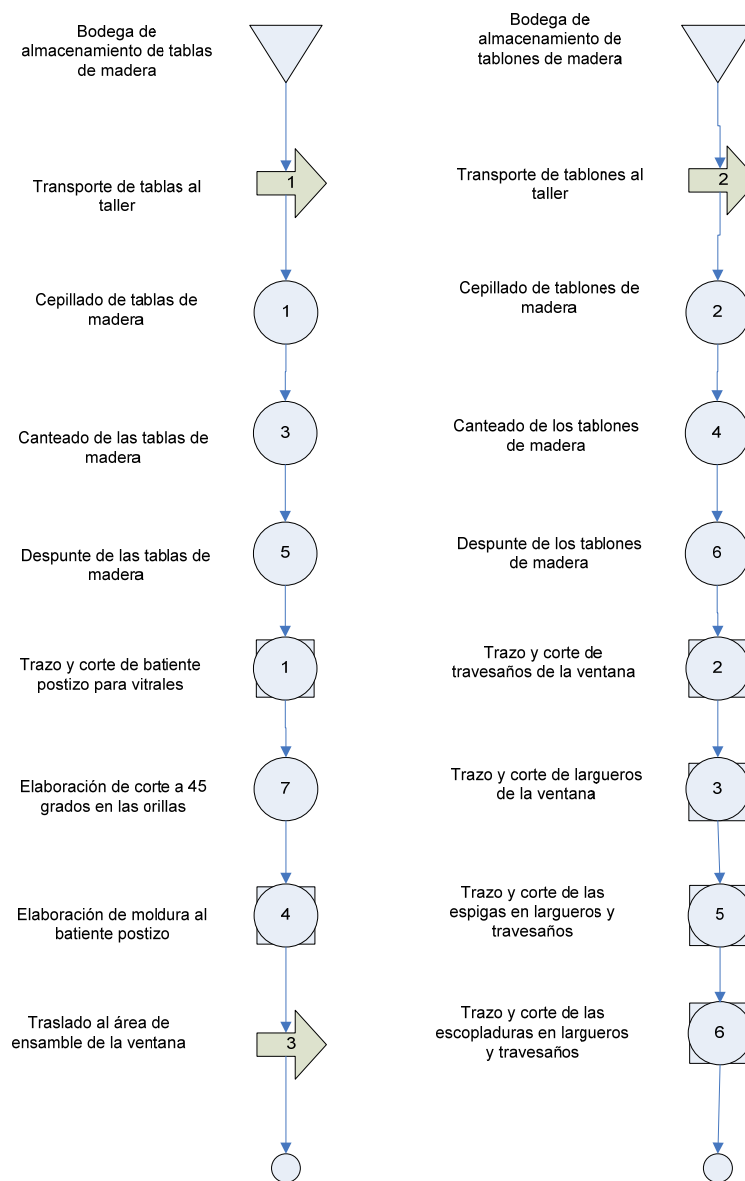 Bodega de
almacenamiento de tablas
de madera
Transporte de tablas al
taller
1
Cepillado de tablas de
madera
1
Canteado de las tablas de
madera
3
Despunte de las tablas de
madera
5
Trazo y corte de batiente
postizo para vitrales
1
Elaboración de corte a 45
grados en las orillas
7
Elaboración de moldura al
batiente postizo
4
Traslado al área de
ensamble de la ventana
3
Bodega de
almacenamiento de
tablones de madera
Transporte de tablones al
taller
2
Cepillado de tablones de
madera
2
Canteado de los tablones
de madera
4
Despunte de los tablones
de madera
6
Trazo y corte de
travesaños de la ventana
2
Trazo y corte de largueros
de la ventana
3
Trazo y corte de las
espigas en largueros y
travesaños
5
Trazo y corte de las
escopladuras en largueros
y travesaños
6